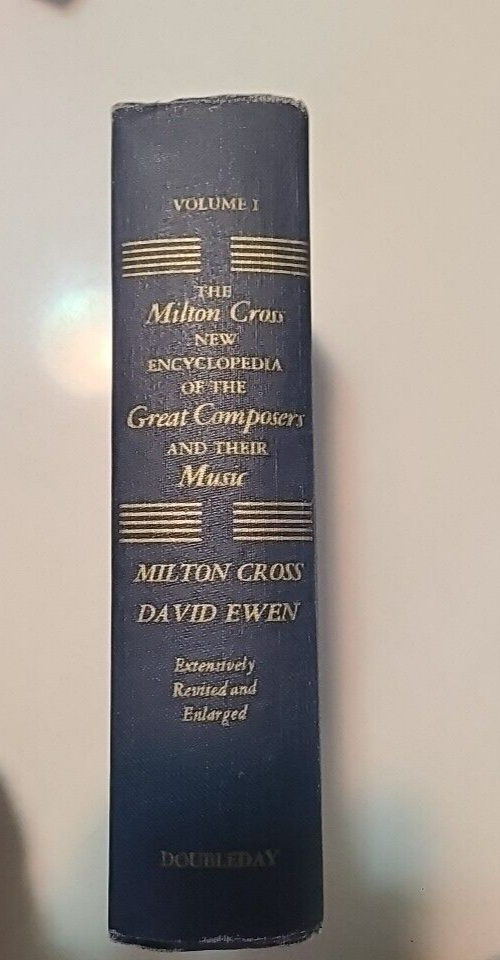 VOLUME I
THE
Milton Cross
NEW
ENCYCLOPEDIA
OF THE
Great Composers
AND THEIR
Music
MILTON CROSS
DAVID EWEN
Extensively
Revised and
Enlarged
DOUBLEDAY